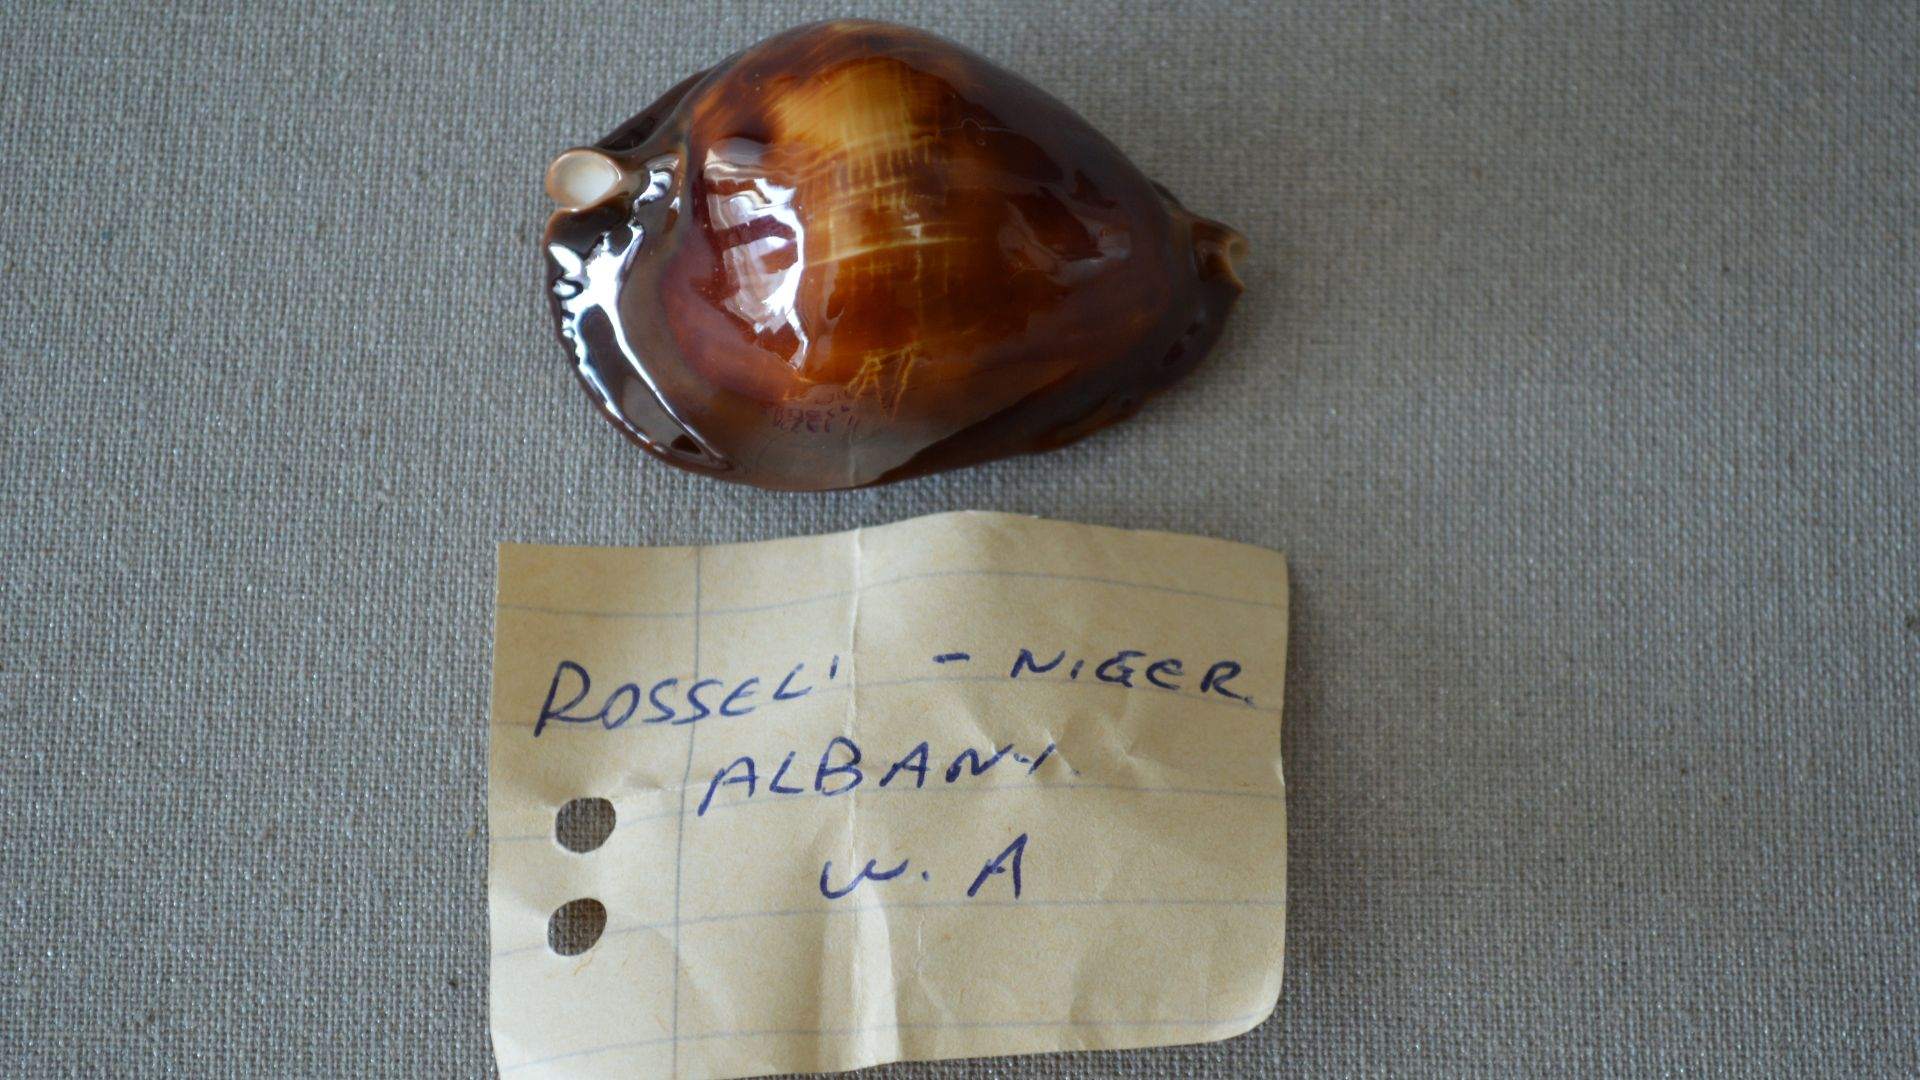 ROSSELi - NiGER
ALBANY.
W. A